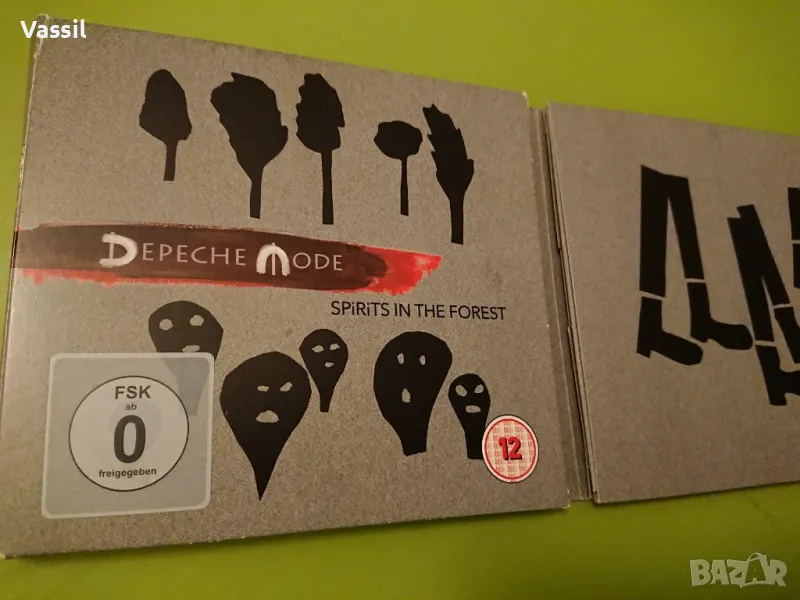 Vassil
DEPECHE MODE
SPiRiTS IN THE FOREST
FSK
ab
0
freigegeben
12
BAZAR